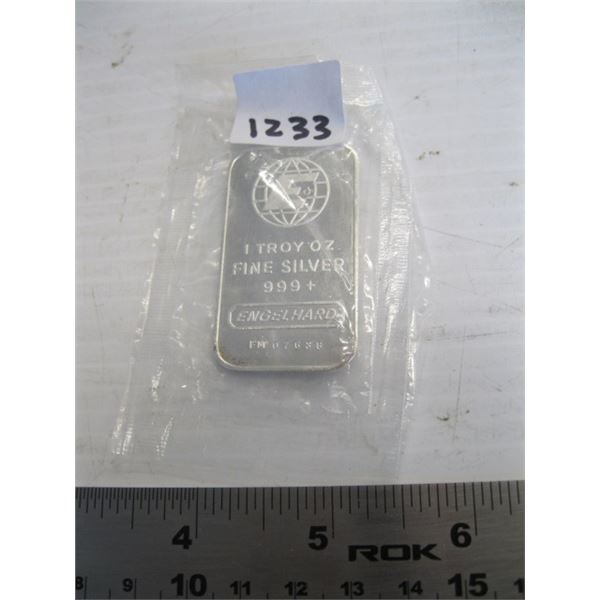 1233
1 TROY OZ.
FINE SILVER
999+
ENGELHARD
4 5 6
ROK
8 9 10 11 12 13 14 15